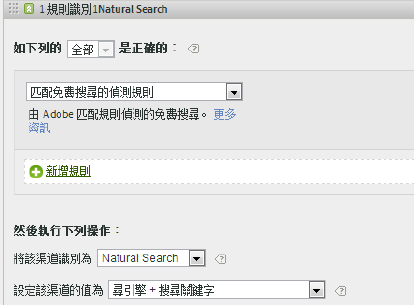 1 規則識別1Natural Search
如下列的 全部 是正確的：
匹配免費搜尋的偵測規則
由 Adobe 匹配規則偵測的免費搜尋。 更多
資訊
新增規則
然後執行下列操作：
將該渠道識別為 Natural Search
設定該渠道的值為 尋引擎 + 搜尋關鍵字